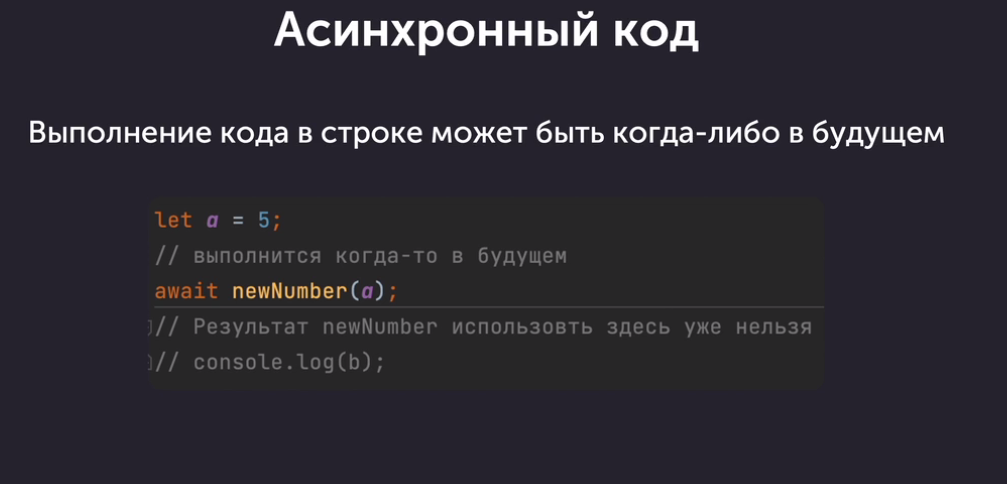 Асинхронный код
Выполнение кода в строке может быть когда-либо в будущем
let a = 5;
// выполнится когда-то в будущем
await newNumber(a);
// Результат newNumber использовть здесь уже нельзя
// console.log(b);